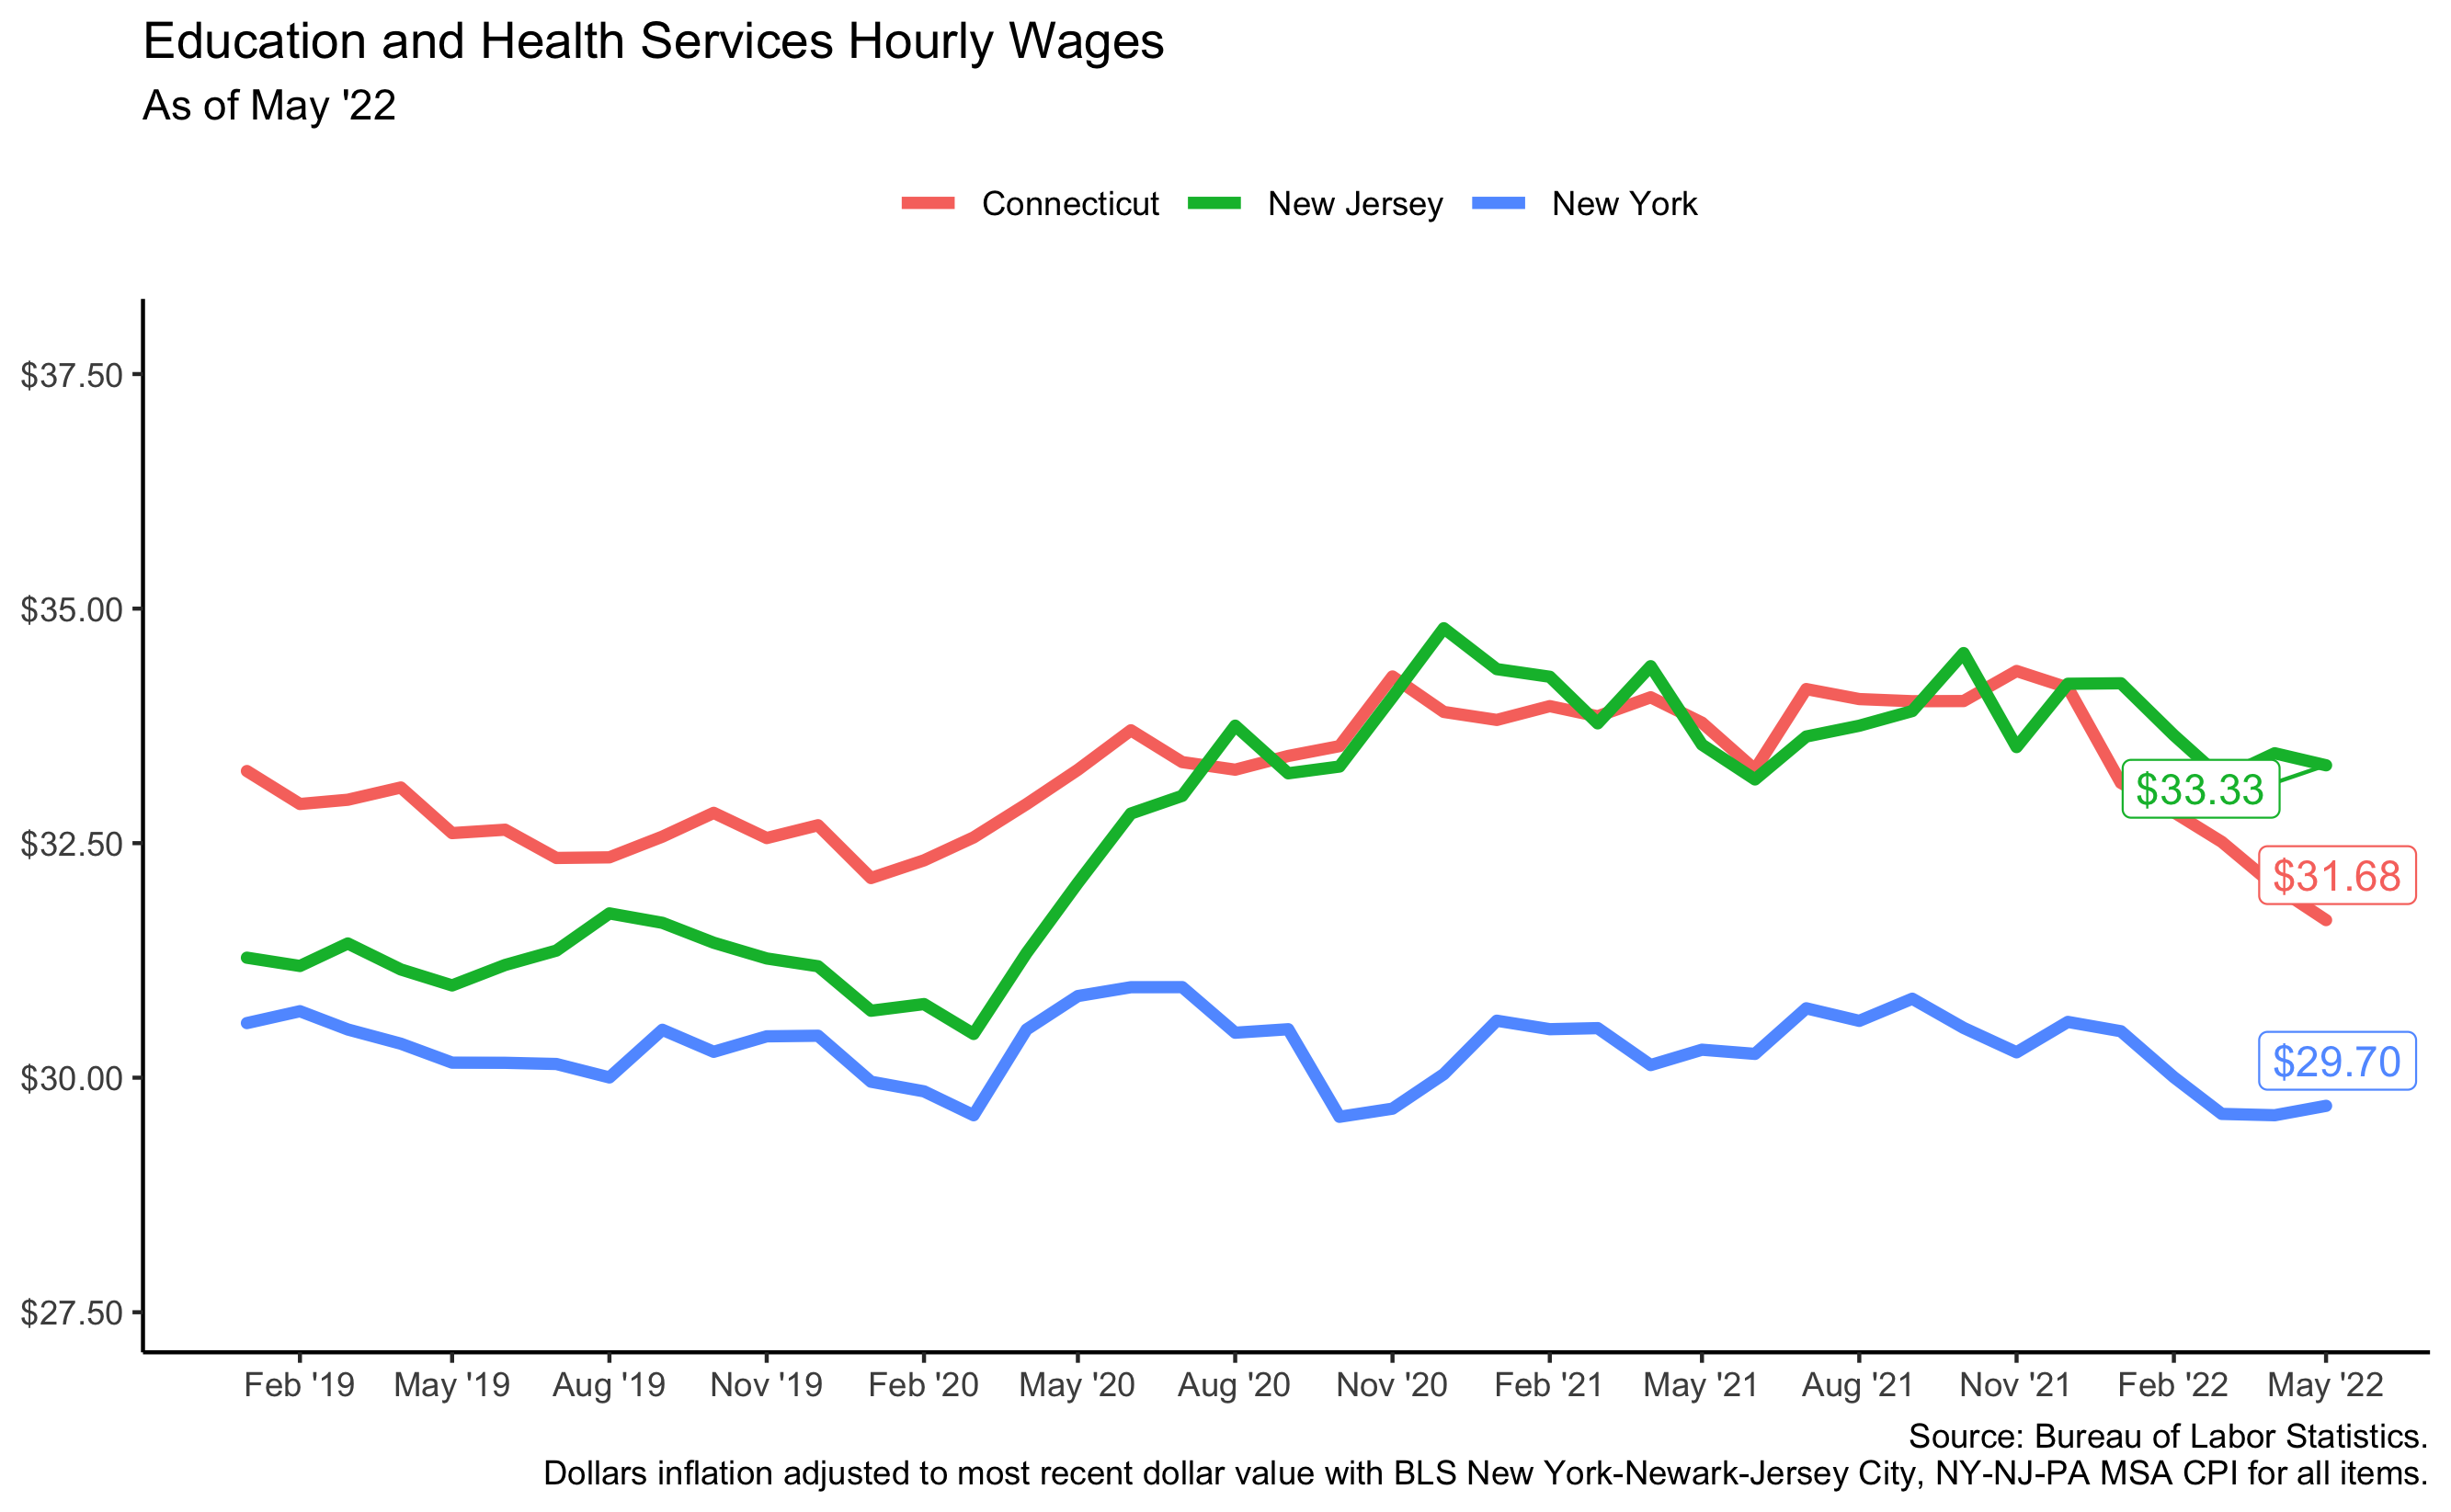 Education and Health Services Hourly Wages
As of May '22
Connecticut New Jersey New York
$37.50
$35.00
$32.50
$30.00
$27.50
$33.33
$31.68
$29.70
Feb '19 May '19 Aug '19 Nov '19 Feb '20 May '20 Aug '20 Nov '20 Feb '21 May '21 Aug '21 Nov '21 Feb '22 May '22
Source: Bureau of Labor Statistics.
Dollars inflation adjusted to most recent dollar value with BLS New York-Newark-Jersey City, NY-NJ-PA MSA CPI for all items.